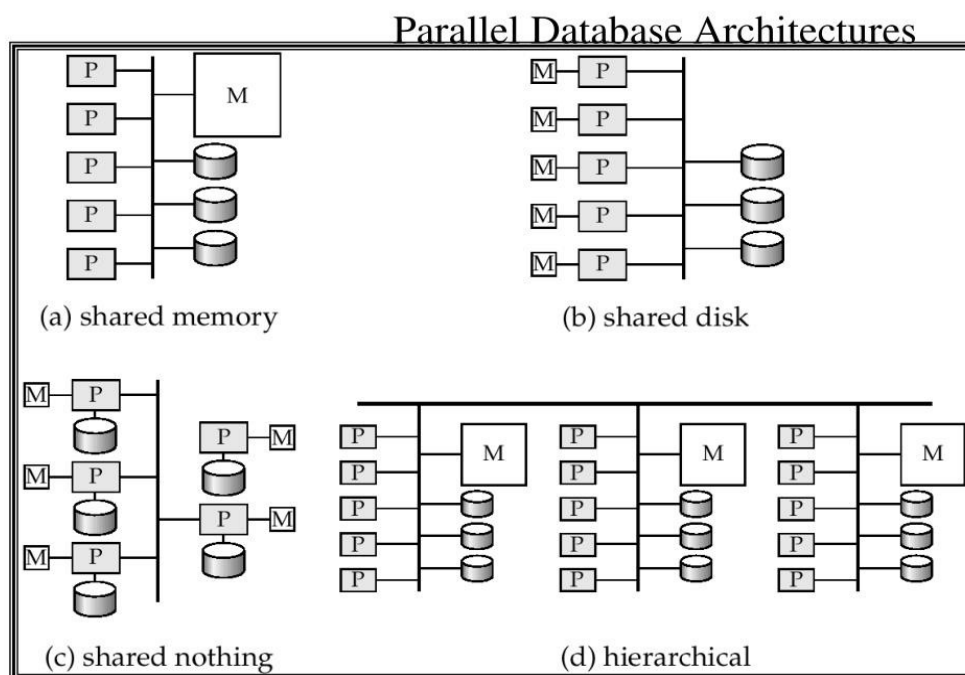 Parallel Database Architectures
P
M
P
P
P
P
(a) shared memory
M P
M P
M P
M P
M P
(b) shared disk
M P
P M
M P
P M
M P
(c) shared nothing
P P P
M M M
P P P
P P P
P P P
P P P
(d) hierarchical